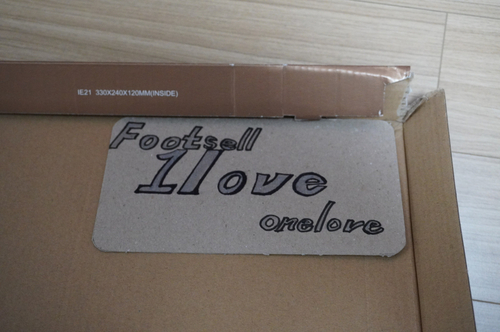 IE21 330X240X120MM(INSIDE)
Footsell
1love
onelove